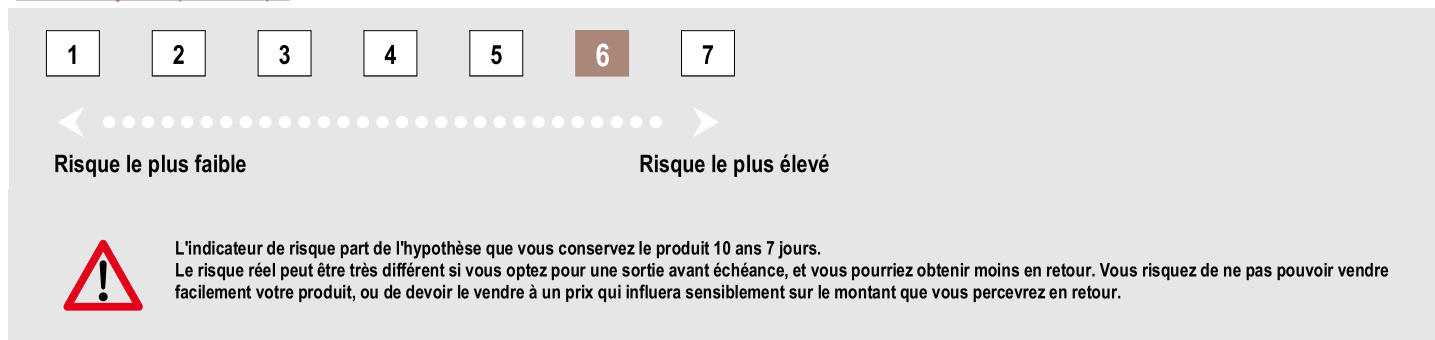 1 2 3 4 5 6 7
Risque le plus faible Risque le plus élevé
L'indicateur de risque part de l'hypothèse que vous conservez le produit 10 ans 7 jours.
Le risque réel peut être très différent si vous optez pour une sortie avant échéance, et vous pourriez obtenir moins en retour. Vous risquez de ne pas pouvoir vendre
facilement votre produit, ou de devoir le vendre à un prix qui influera sensiblement sur le montant que vous percevrez en retour.